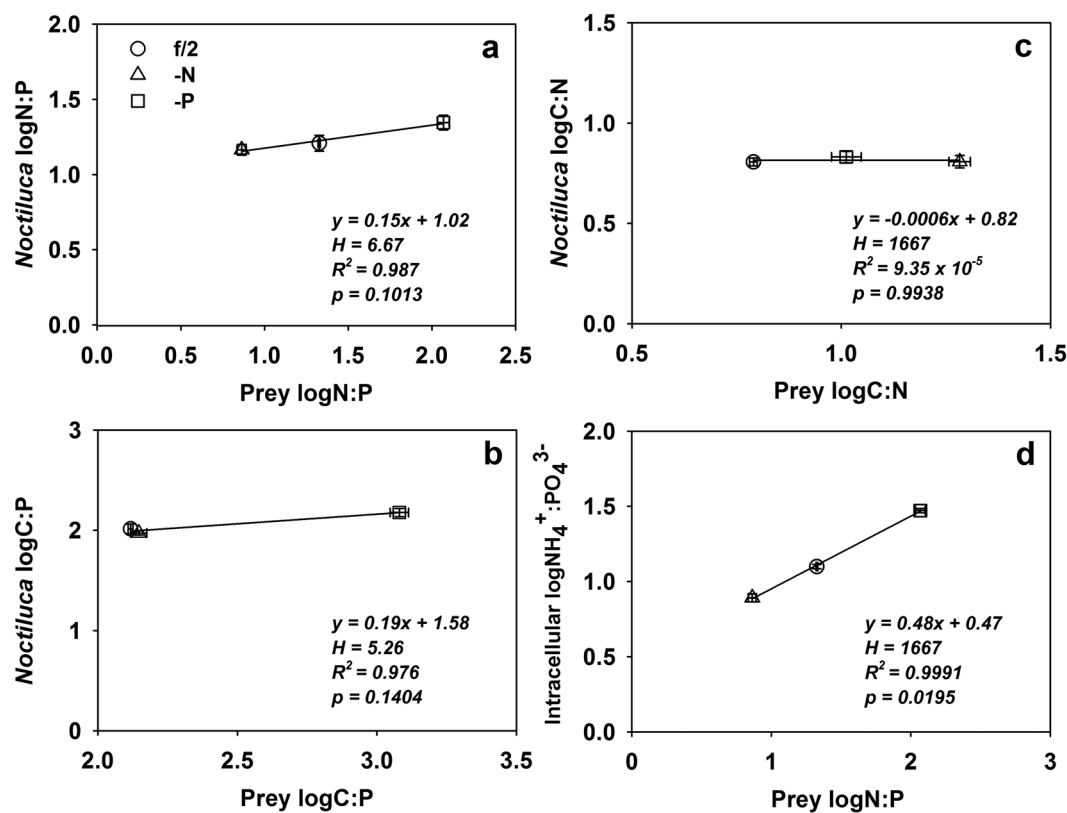 a
f/2
-N
-P
Noctiluca logN:P
2.0
1.5
1.0
0.5
0.0
y = 0.15x + 1.02
H = 6.67
R² = 0.987
p = 0.1013
0.0 0.5 1.0 1.5 2.0 2.5
Prey logN:P
c
Noctiluca logC:N
1.5
1.0
0.5
0.0
y = -0.0006x + 0.82
H = 1667
R² = 9.35 x 10⁻⁵
p = 0.9938
0.5 1.0 1.5
Prey logC:N
b
Noctiluca logC:P
3
2
1
0
y = 0.19x + 1.58
H = 5.26
R² = 0.976
p = 0.1404
2.0 2.5 3.0 3.5
Prey logC:P
d
Intracellular logNH₄⁺:PO₄³⁻
2.0
1.5
1.0
0.5
0.0
y = 0.48x + 0.47
H = 1667
R² = 0.9991
p = 0.0195
0 1 2 3
Prey logN:P